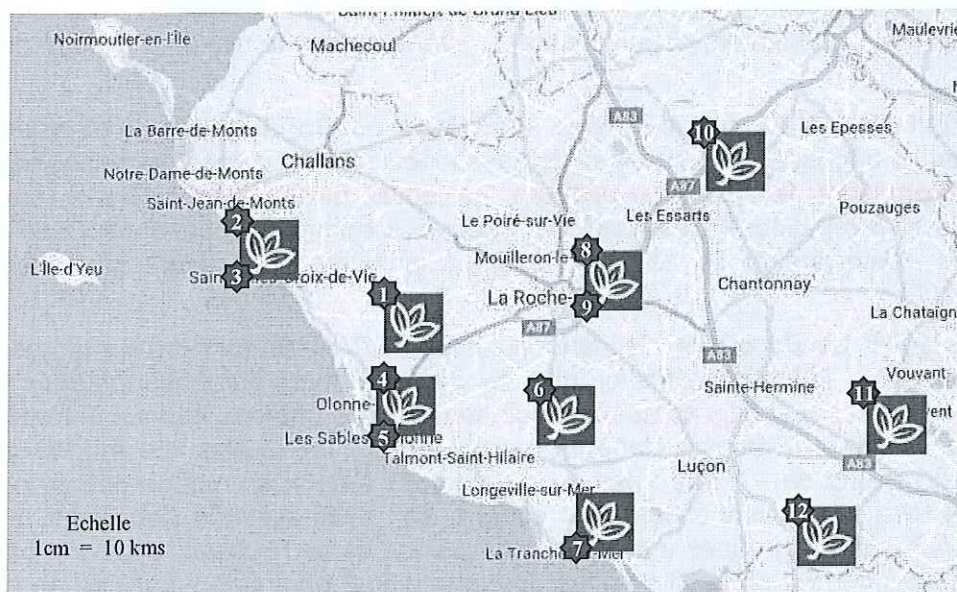 Noirmoutier-en-l'Île
Machecoul
Maulevrie
La Barre-de-Monts
Challans
A83
10
Les Epesses
Notre Dame-de-Monts
Saint-Jean-de-Monts
A87
Pouzauges
2
Le Poiré-sur-Vie
Les Essarts
8
Mouilleron-le-
L'Île-d'Yeu
3
Croix-de-Vie
1
La Roche-
9
Chantonnay
La Chataign
A87
A83
4
6
Sainte-Hermine
Vouvant
11
Olonne-
Les Sables-
5
Talmont-Saint-Hilaire
Luçon
A83
Longeville-sur-Mer
12
Echelle
1cm = 10 kms
La Tranche-
7